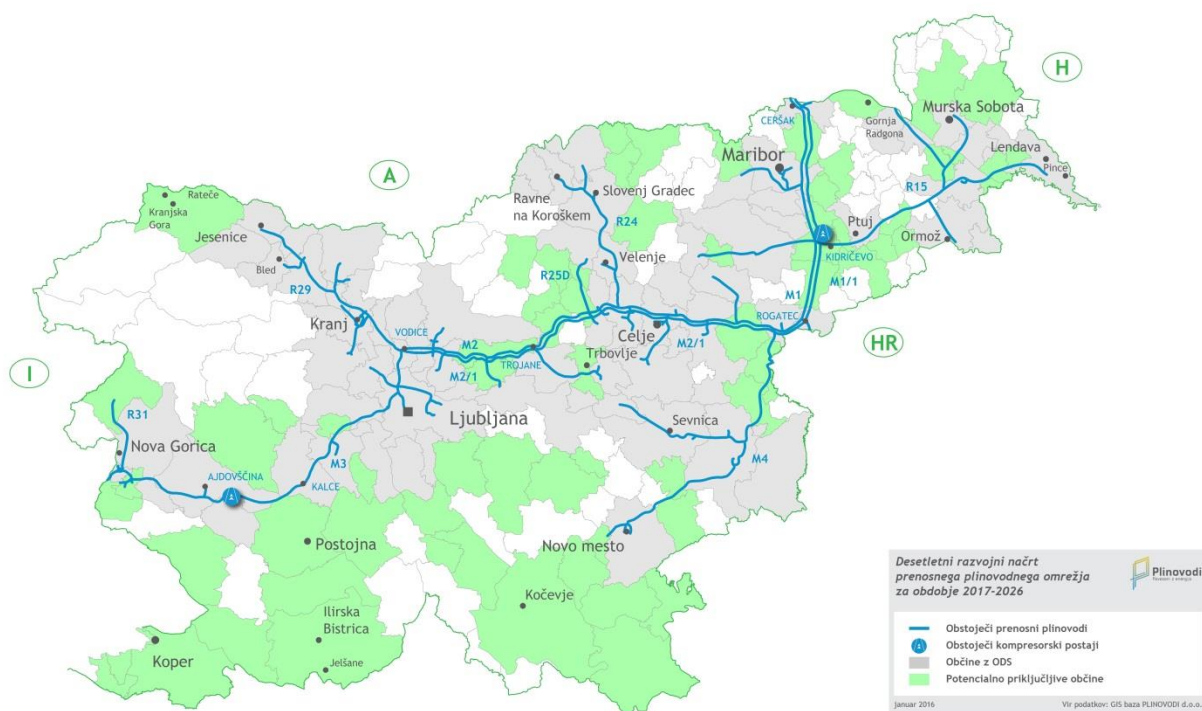 H
Murska Sobota
CERŠAK
Gornja
Radgona
Lendava
Pince
Maribor
A
Rateče
Kranjska
Gora
Ravne
na Koroškem
Slovenj Gradec
R15
R24
Ptuj
Ormož
Jesenice
KIDRIČEVO
Bled
Velenje
R25D
R29
M1
M1/1
Kranj
ROGATEC
VODICE
Celje
HR
M2
M2/1
TROJANE
Trbovlje
M2/1
I
Ljubljana
R31
Sevnica
Nova Gorica
M3
M4
AJDOVŠČINA
KALCE
Postojna
Novo mesto
Kočevje
Ilirska
Bistrica
Koper
Jelšane
Desetletni razvojni načrt
prenosnega plinovodnega omrežja
za obdobje 2017-2026
Plinovodi
Obstoječi prenosni plinovodi
Obstoječi kompresorski postaji
Občine z ODS
Potencialno priključljive občine
januar 2016
Vir podatkov: GIS baza PLINOVODI d.o.o.